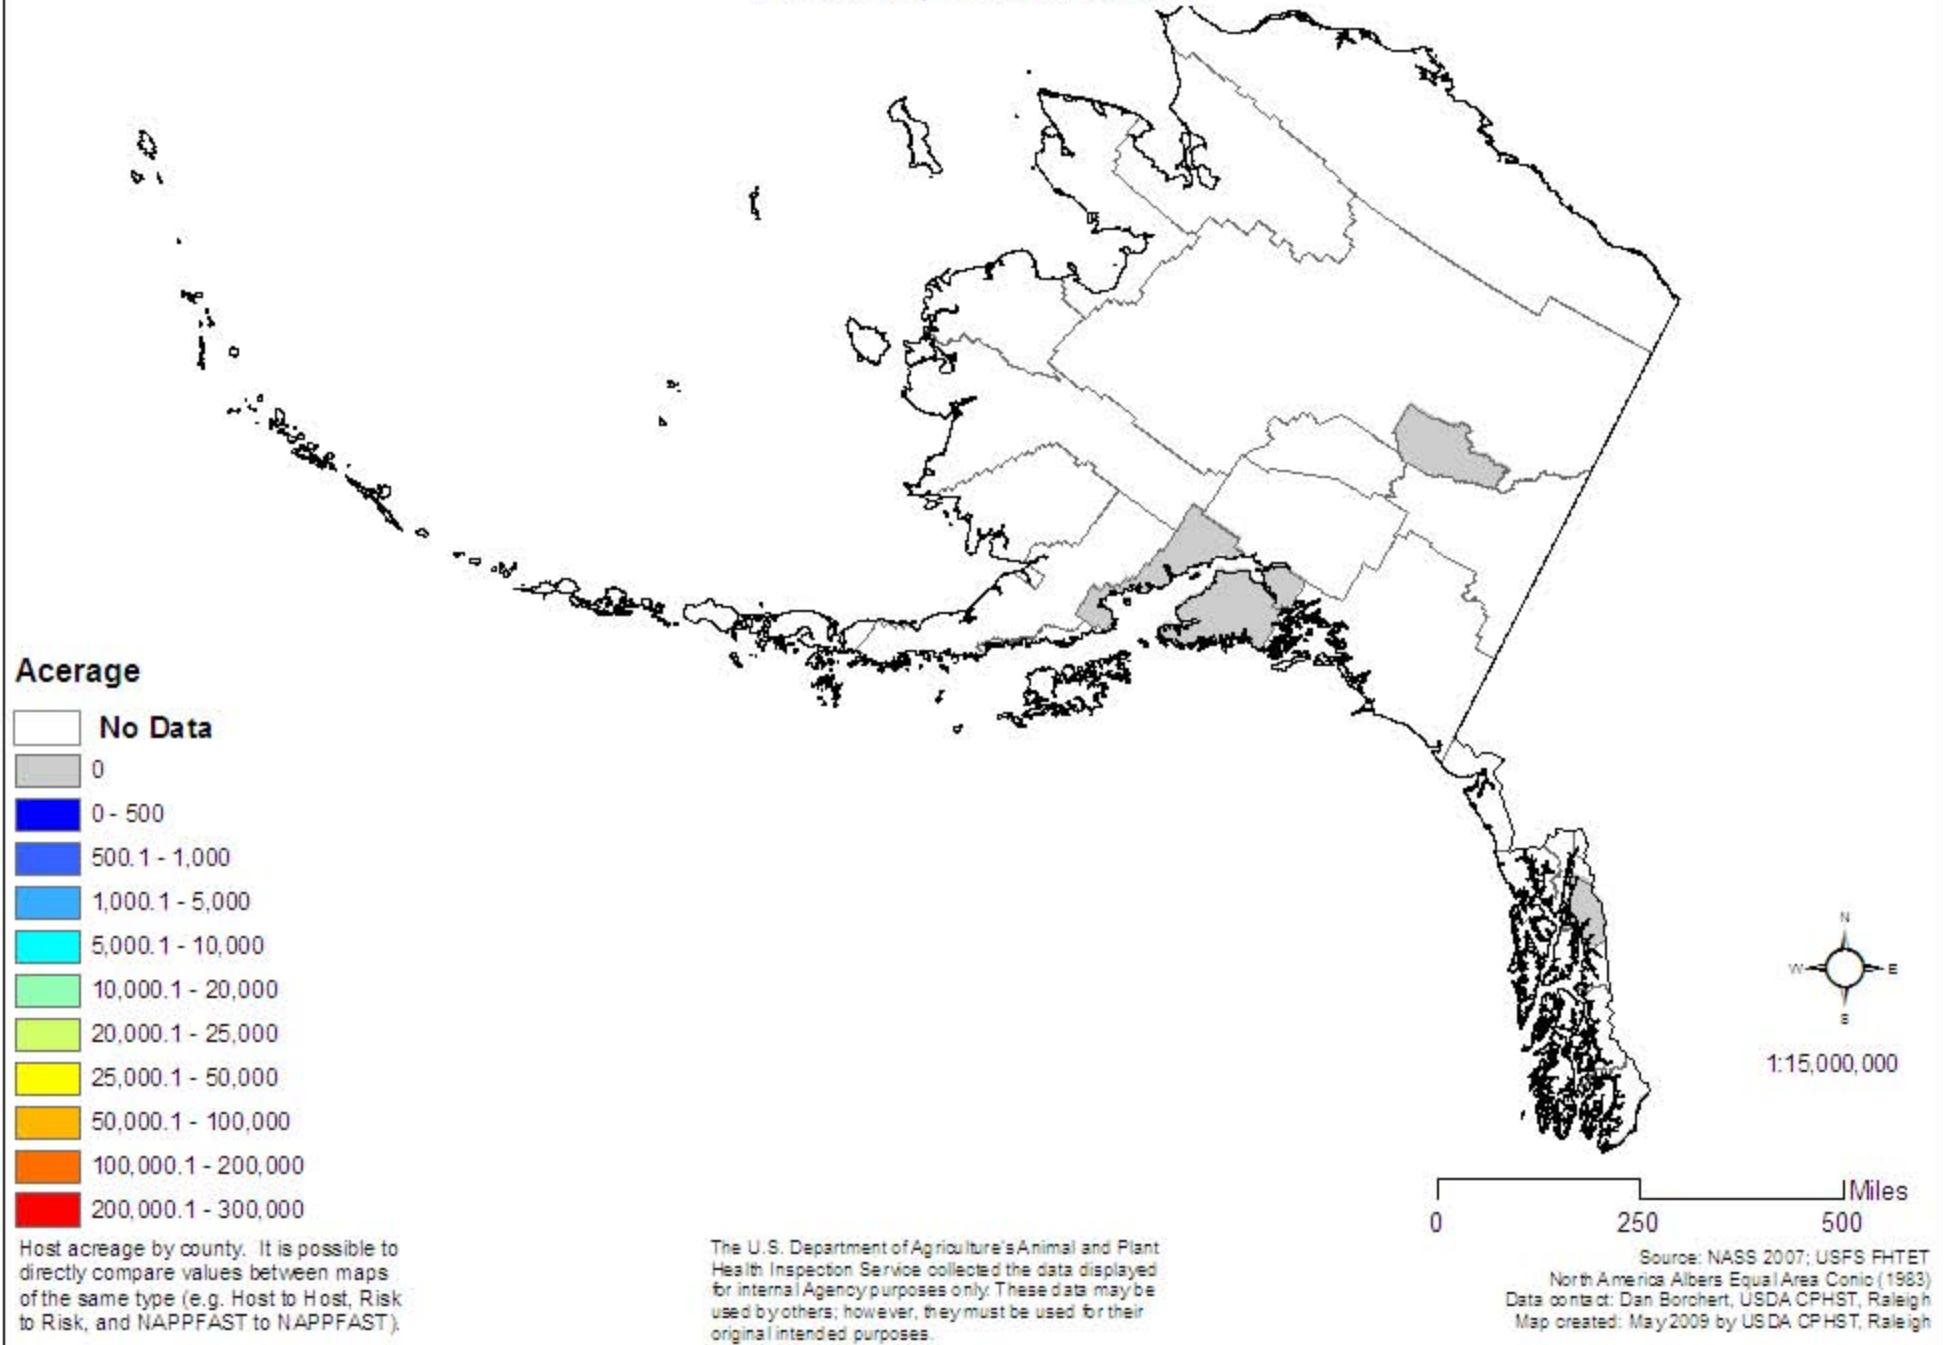 Acerage
No Data
0
0 - 500
500.1 - 1,000
1,000.1 - 5,000
5,000.1 - 10,000
10,000.1 - 20,000
20,000.1 - 25,000
25,000.1 - 50,000
50,000.1 - 100,000
100,000.1 - 200,000
200,000.1 - 300,000
Host acreage by county. It is possible to
directly compare values between maps
of the same type (e.g. Host to Host, Risk
to Risk, and NAPPFAST to NAPPFAST).
The U.S. Department of Agriculture's Animal and Plant
Health Inspection Service collected the data displayed
for internal Agency purposes only. These data may be
used by others; however, they must be used for their
original intended purposes.
N
W
E
S
1:15,000,000
Miles
0 250 500
Source: NASS 2007; USFS FHTET
North America Albers Equal Area Conic (1983)
Data contact: Dan Borchert, USDA CPHST, Raleigh
Map created: May 2009 by USDA CPHST, Raleigh